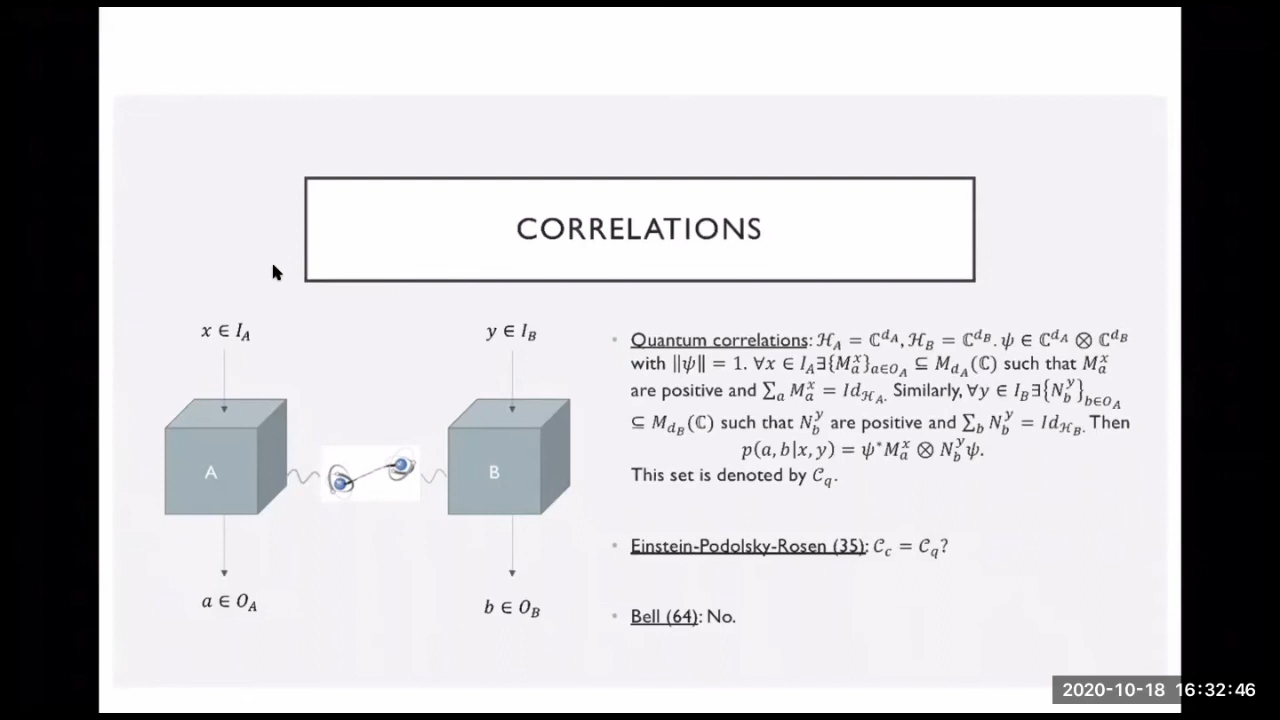 CORRELATIONS
x ∈ I_A
y ∈ I_B
A
B
a ∈ O_A
b ∈ O_B
• Quantum correlations: ℋ_A = ℂ^{d_A}, ℋ_B = ℂ^{d_B}. ψ ∈ ℂ^{d_A} ⊗ ℂ^{d_B}
with ‖ψ‖ = 1. ∀x ∈ I_A ∃{M_a^x}_{a∈O_A} ⊆ M_{d_A}(ℂ) such that M_a^x
are positive and ∑_a M_a^x = Id_{ℋ_A}. Similarly, ∀y ∈ I_B ∃{N_b^y}_{b∈O_B}
⊆ M_{d_B}(ℂ) such that N_b^y are positive and ∑_b N_b^y = Id_{ℋ_B}. Then
p(a, b|x, y) = ψ*M_a^x ⊗ N_b^y ψ.
This set is denoted by 𝒞_q.
• Einstein-Podolsky-Rosen (35): 𝒞_c = 𝒞_q?
• Bell (64): No.
2020-10-18 16:32:46